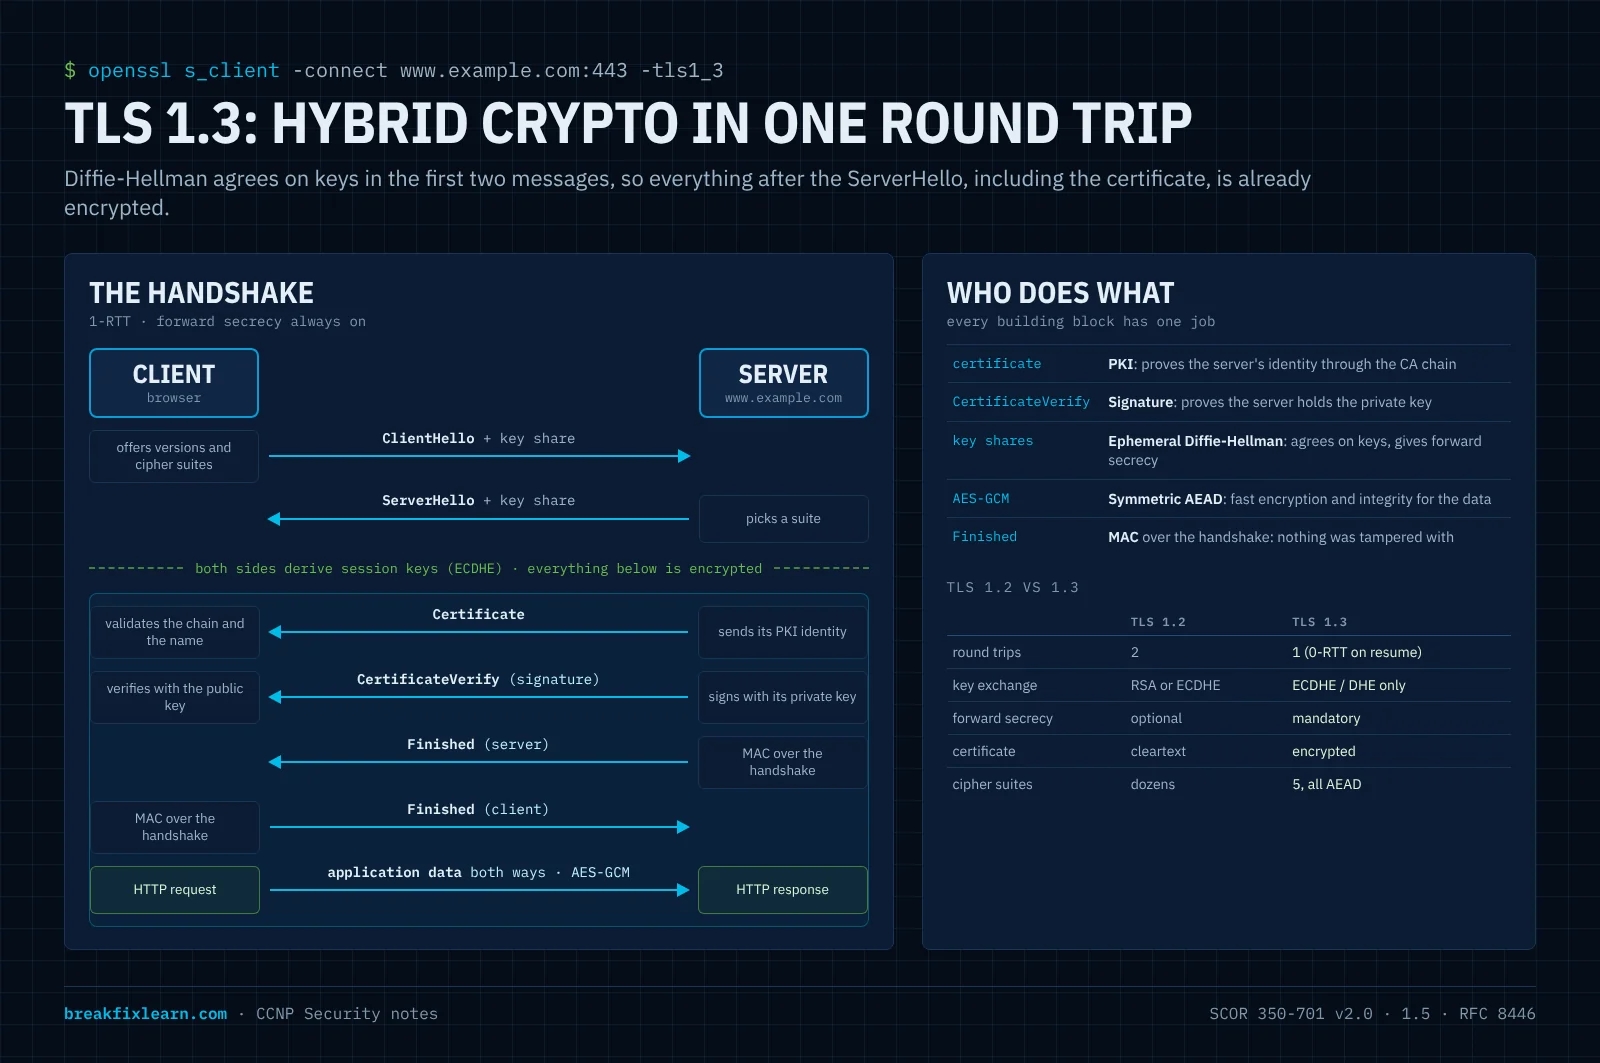 $ openssl s_client -connect www.example.com:443 -tls1_3
TLS 1.3: HYBRID CRYPTO IN ONE ROUND TRIP
Diffie-Hellman agrees on keys in the first two messages, so everything after the ServerHello, including the certificate, is already
encrypted.
THE HANDSHAKE
1-RTT · forward secrecy always on
CLIENT
browser
SERVER
www.example.com
offers versions and
cipher suites
ClientHello + key share
ServerHello + key share
picks a suite
both sides derive session keys (ECDHE) · everything below is encrypted
validates the chain and
the name
Certificate
sends its PKI identity
verifies with the public
key
CertificateVerify (signature)
signs with its private key
Finished (server)
MAC over the
handshake
MAC over the
handshake
Finished (client)
HTTP request
application data both ways · AES-GCM
HTTP response
WHO DOES WHAT
every building block has one job
certificate PKI: proves the server's identity through the CA chain
CertificateVerify Signature: proves the server holds the private key
key shares Ephemeral Diffie-Hellman: agrees on keys, gives forward
secrecy
AES-GCM Symmetric AEAD: fast encryption and integrity for the data
Finished MAC over the handshake: nothing was tampered with
TLS 1.2 VS 1.3
TLS 1.2 TLS 1.3
round trips 2 1 (0-RTT on resume)
key exchange RSA or ECDHE ECDHE / DHE only
forward secrecy optional mandatory
certificate cleartext encrypted
cipher suites dozens 5, all AEAD
breakfixlearn.com · CCNP Security notes
SCOR 350-701 v2.0 · 1.5 · RFC 8446